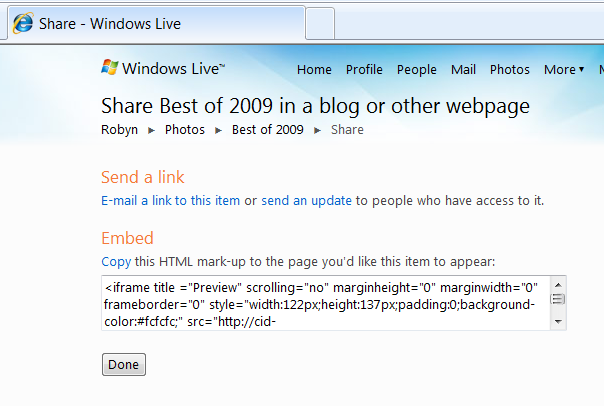 Share - Windows Live
Windows Live™
Home Profile People Mail Photos More ▾
Share Best of 2009 in a blog or other webpage
Robyn ► Photos ► Best of 2009 ► Share
Send a link
E-mail a link to this item or send an update to people who have access to it.
Embed
Copy this HTML mark-up to the page you'd like this item to appear:
<iframe title ="Preview" scrolling="no" marginheight="0" marginwidth="0"
frameborder="0" style="width:122px;height:137px;padding:0;background-
color:#fcfcfc;" src="http://cid-
Done